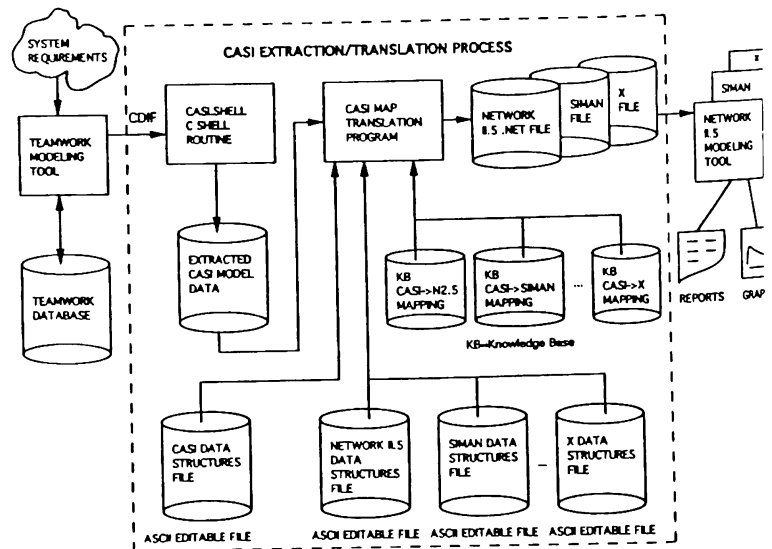 SYSTEM
REQUIREMENTS
CASI EXTRACTION/TRANSLATION PROCESS
CDIF
TEAMWORK
MODELING
TOOL
CASI_SHELL
C SHELL
ROUTINE
CASI MAP
TRANSLATION
PROGRAM
NETWORK
II.5 .NET FILE
SIMAN
FILE
X
FILE
X
SIMAN
NETWORK
II.5
MODELING
TOOL
TEAMWORK
DATABASE
EXTRACTED
CASI MODEL
DATA
KB
CASI->N2.5
MAPPING
KB
CASI->SIMAN
MAPPING
...
KB
CASI->X
MAPPING
REPORTS
GRAP
KB=Knowledge Base
CASI DATA
STRUCTURES
FILE
NETWORK II.5
DATA
STRUCTURES
FILE
SIMAN DATA
STRUCTURES
FILE
...
X DATA
STRUCTURES
FILE
ASCII EDITABLE FILE
ASCII EDITABLE FILE
ASCII EDITABLE FILE
ASCII EDITABLE FILE